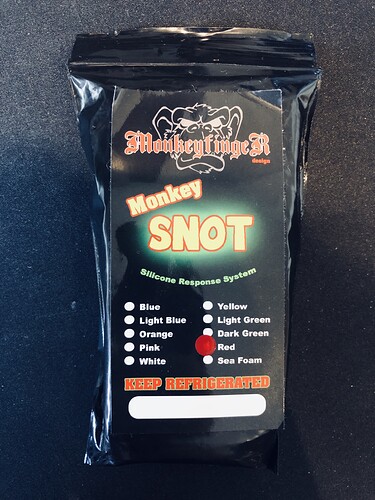 MonkeyfingeR
design
Monkey
SNOT
Silicone Response System
Blue
Light Blue
Orange
Pink
White
Yellow
Light Green
Dark Green
Red
Sea Foam
KEEP REFRIGERATED